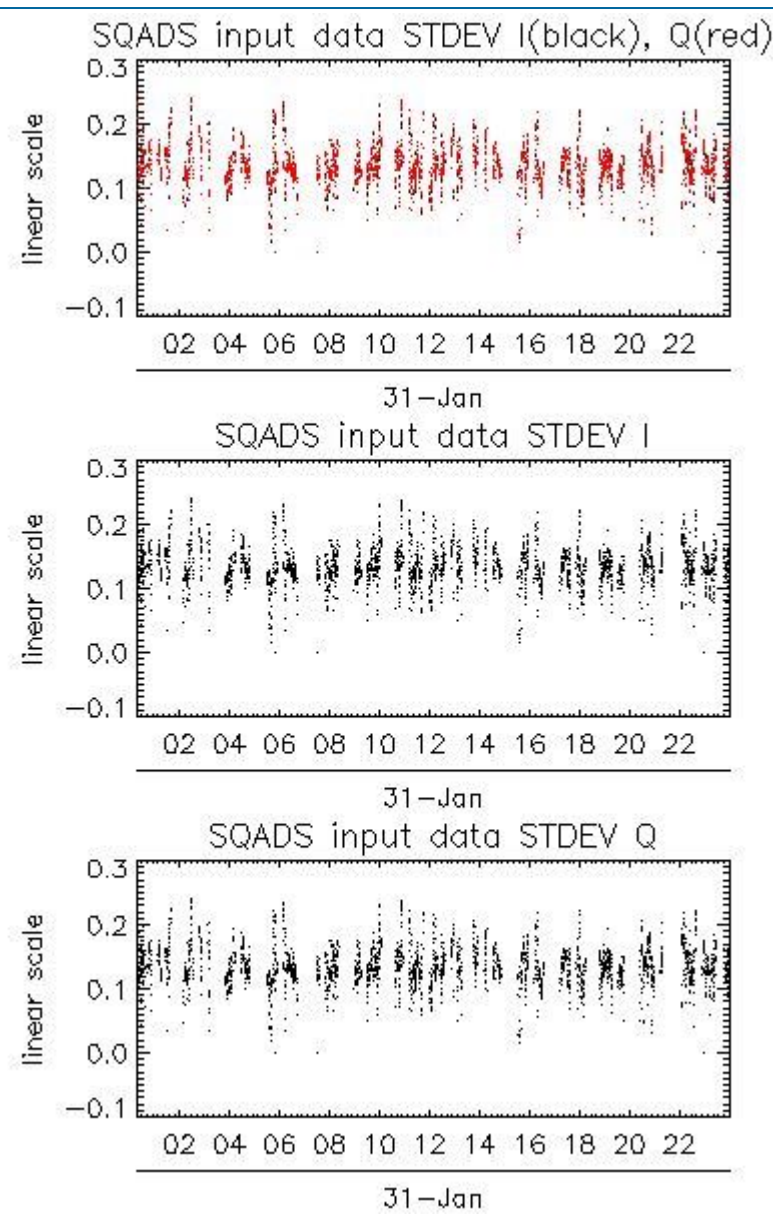 SQADS input data STDEV I(black), Q(red)
0.3
0.2
0.1
0.0
−0.1
linear scale
02 04 06 08 10 12 14 16 18 20 22
31−Jan
SQADS input data STDEV I
0.3
0.2
0.1
0.0
−0.1
linear scale
02 04 06 08 10 12 14 16 18 20 22
31−Jan
SQADS input data STDEV Q
0.3
0.2
0.1
0.0
−0.1
linear scale
02 04 06 08 10 12 14 16 18 20 22
31−Jan